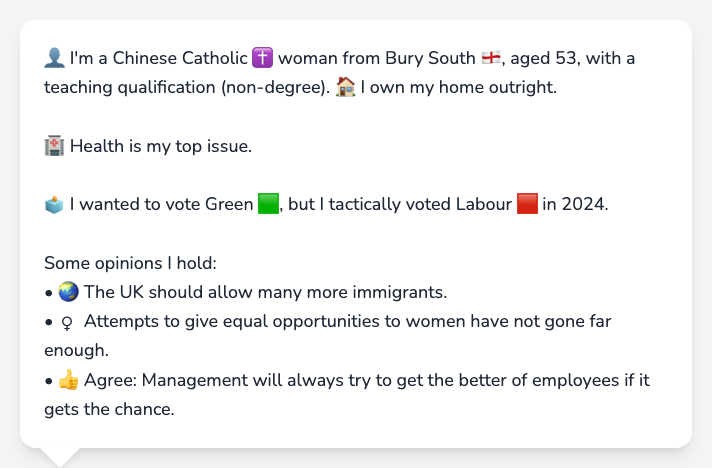 👤 I'm a Chinese Catholic ✝️ woman from Bury South 🏴󠁧󠁢󠁥󠁮󠁧󠁿, aged 53, with a
teaching qualification (non-degree). 🏠 I own my home outright.
🏥 Health is my top issue.
🗳️ I wanted to vote Green 🟩, but I tactically voted Labour 🟥 in 2024.
Some opinions I hold:
• 🌏 The UK should allow many more immigrants.
• ♀ Attempts to give equal opportunities to women have not gone far
enough.
• 👍 Agree: Management will always try to get the better of employees if it
gets the chance.